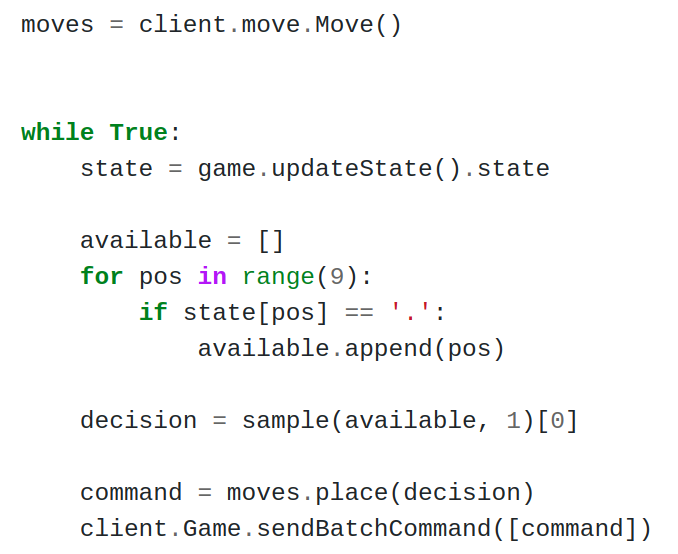 moves = client.move.Move()
while True:
    state = game.updateState().state
    available = []
    for pos in range(9):
        if state[pos] == '.':
            available.append(pos)
    decision = sample(available, 1)[0]
    command = moves.place(decision)
    client.Game.sendBatchCommand([command])